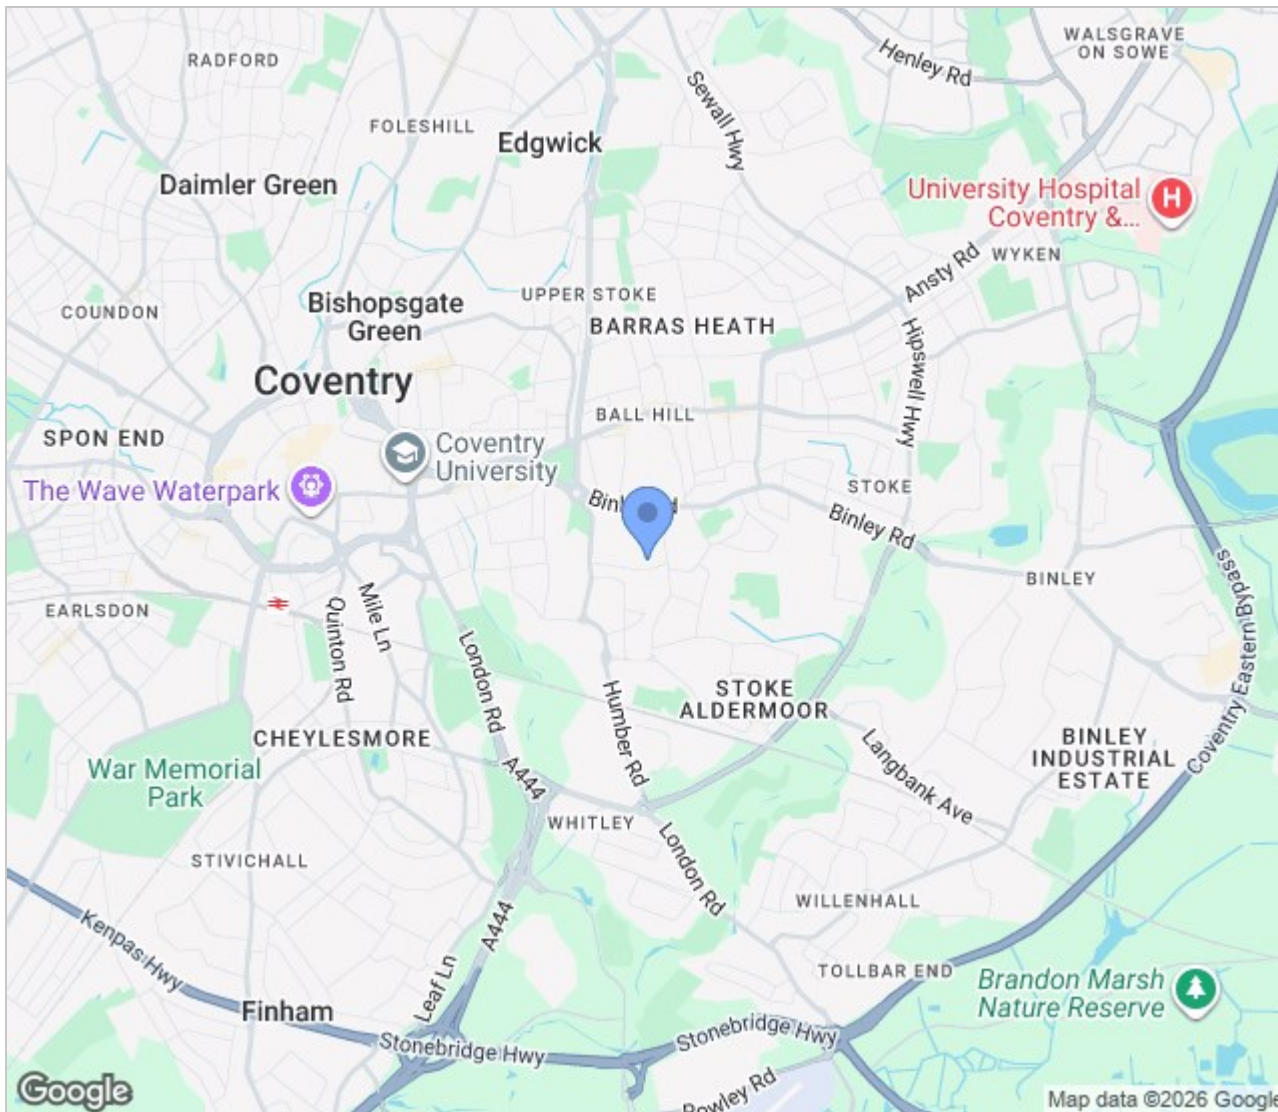 RADFORD
WALSGRAVE
ON SOWE
Henley Rd
Sewall Hwy
FOLESHILL
Edgwick
Daimler Green
University Hospital
Coventry &...
H
WYKEN
Ansty Rd
UPPER STOKE
COUNDON
Bishopsgate
Green
BARRAS HEATH
Hipswell Hwy
Coventry
BALL HILL
SPON END
Coventry
University
The Wave Waterpark
STOKE
Binley Rd
BINLEY
EARLSDON
Mile Ln
Quinton Rd
London Rd
Humber Rd
STOKE
ALDERMOOR
Coventry Eastern Bypass
CHEYLESMORE
Langbank Ave
BINLEY
INDUSTRIAL
ESTATE
War Memorial
Park
A444
WHITLEY
London Rd
STIVICHALL
WILLENHALL
Kenpas Hwy
A444
Leaf Ln
TOLLBAR END
Brandon Marsh
Nature Reserve
Finham
Stonebridge Hwy
Stonebridge Hwy
Rowley Rd
Google
Map data ©2026 Google